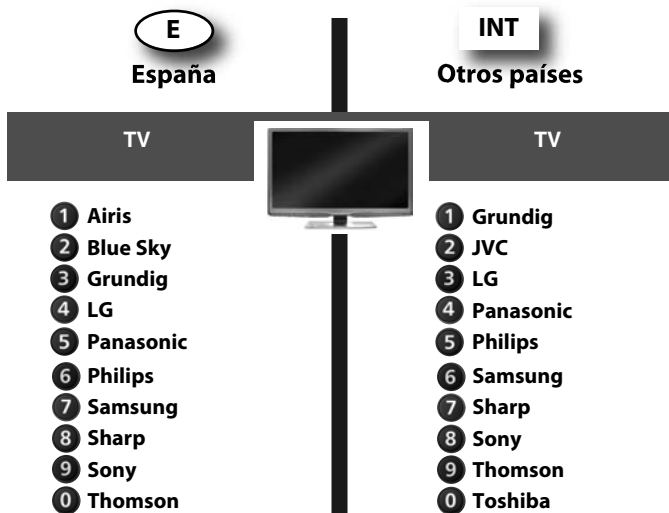 E
España
TV
1 Airis
2 Blue Sky
3 Grundig
4 LG
5 Panasonic
6 Philips
7 Samsung
8 Sharp
9 Sony
0 Thomson
INT
Otros países
TV
1 Grundig
2 JVC
3 LG
4 Panasonic
5 Philips
6 Samsung
7 Sharp
8 Sony
9 Thomson
0 Toshiba